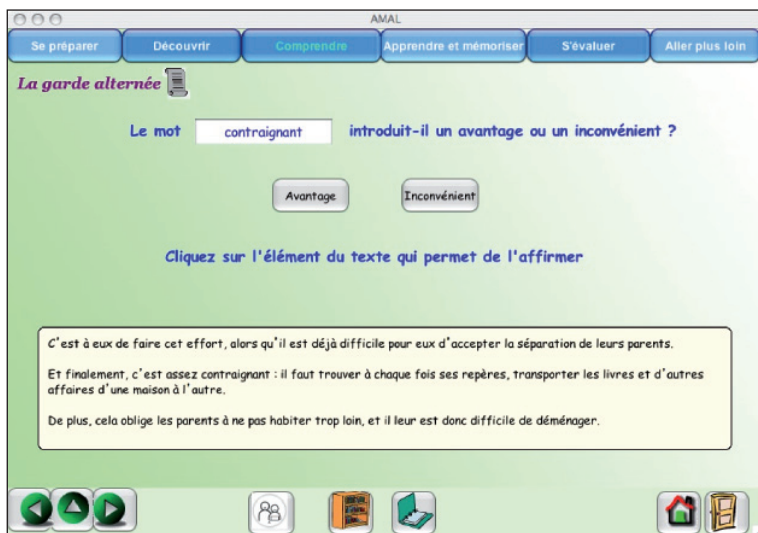 AMAL
Se préparer
Découvrir
Comprendre
Apprendre et mémoriser
S'évaluer
Aller plus loin
La garde alternée
Le mot contraignant introduit-il un avantage ou un inconvénient ?
Avantage
Inconvénient
Cliquez sur l'élément du texte qui permet de l'affirmer
C'est à eux de faire cet effort, alors qu'il est déjà difficile pour eux d'accepter la séparation de leurs parents.
Et finalement, c'est assez contraignant : il faut trouver à chaque fois ses repères, transporter les livres et d'autres
affaires d'une maison à l'autre.
De plus, cela oblige les parents à ne pas habiter trop loin, et il leur est donc difficile de déménager.